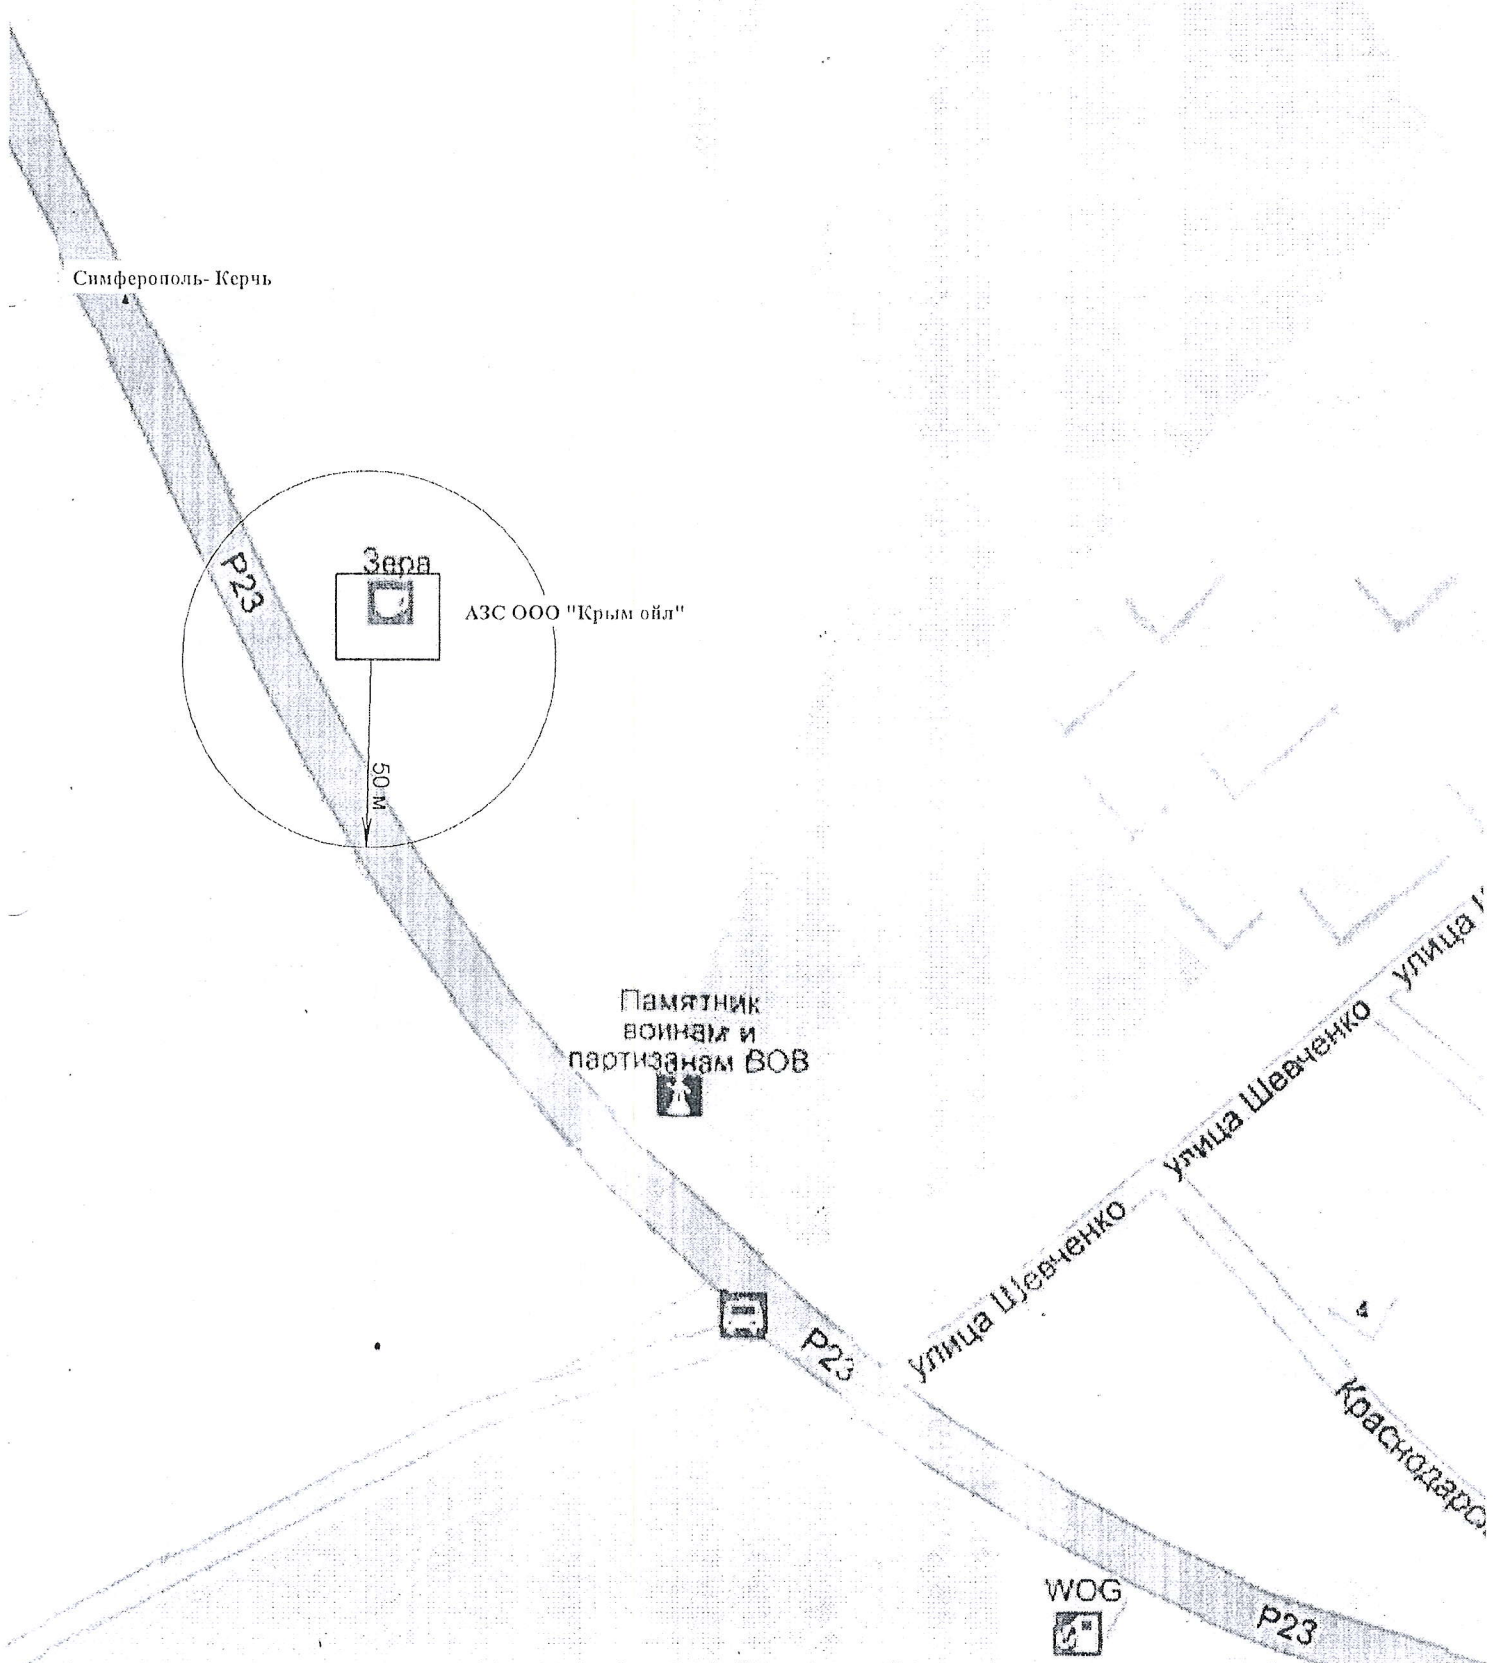 Симферополь- Керчь
Р23
Зера
АЗС ООО "Крым ойл"
50 м
улица
Памятник
воинам и
партизанам ВОВ
улица Шевченко
улица Шевченко
Р23
Краснодарс
WOG
Р23